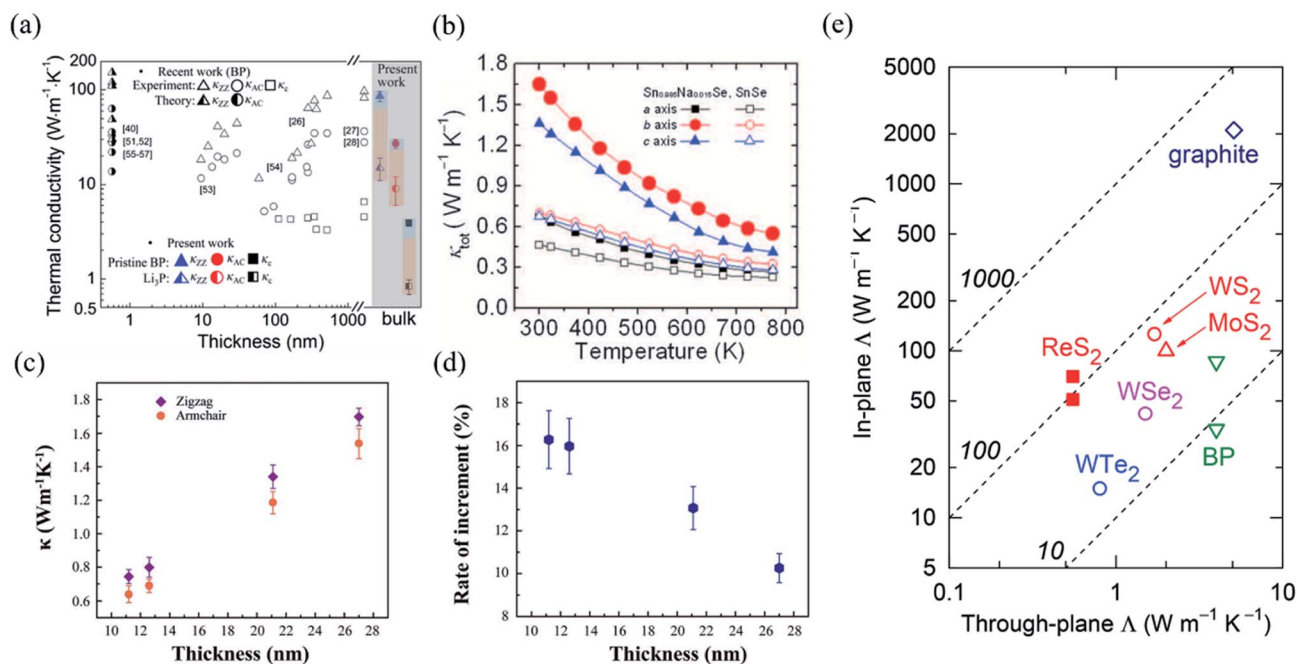 (a)
Thermal conductivity (W·m⁻¹·K⁻¹)
150
100
10
1
0.5
• Recent work (BP)
Experiment: △ κZZ ○ κAC □ κc
Theory: κZZ κAC
Present
work
[40]
[51,52]
[55-57]
[53]
[54]
[26]
[27]
[28]
• Present work
Pristine BP: κZZ κAC κc
Li₃P: κZZ κAC κc
1 10 100 1000
bulk
Thickness (nm)
(b)
κtot (W m⁻¹ K⁻¹)
1.8
1.5
1.2
0.9
0.6
0.3
0.0
Sn0.985Na0.015Se, SnSe
a axis
b axis
c axis
300 400 500 600 700 800
Temperature (K)
(c)
κ (Wm⁻¹K⁻¹)
1.8
1.6
1.4
1.2
1.0
0.8
0.6
Zigzag
Armchair
10 12 14 16 18 20 22 24 26 28
Thickness (nm)
(d)
Rate of increment (%)
18
16
14
12
10
8
10 12 14 16 18 20 22 24 26 28
Thickness (nm)
(e)
In-plane Λ (W m⁻¹ K⁻¹)
5000
2000
1000
500
200
100
50
20
10
5
graphite
1000
WS₂
MoS₂
ReS₂
WSe₂
100
WTe₂
BP
10
0.1 1 10
Through-plane Λ (W m⁻¹ K⁻¹)